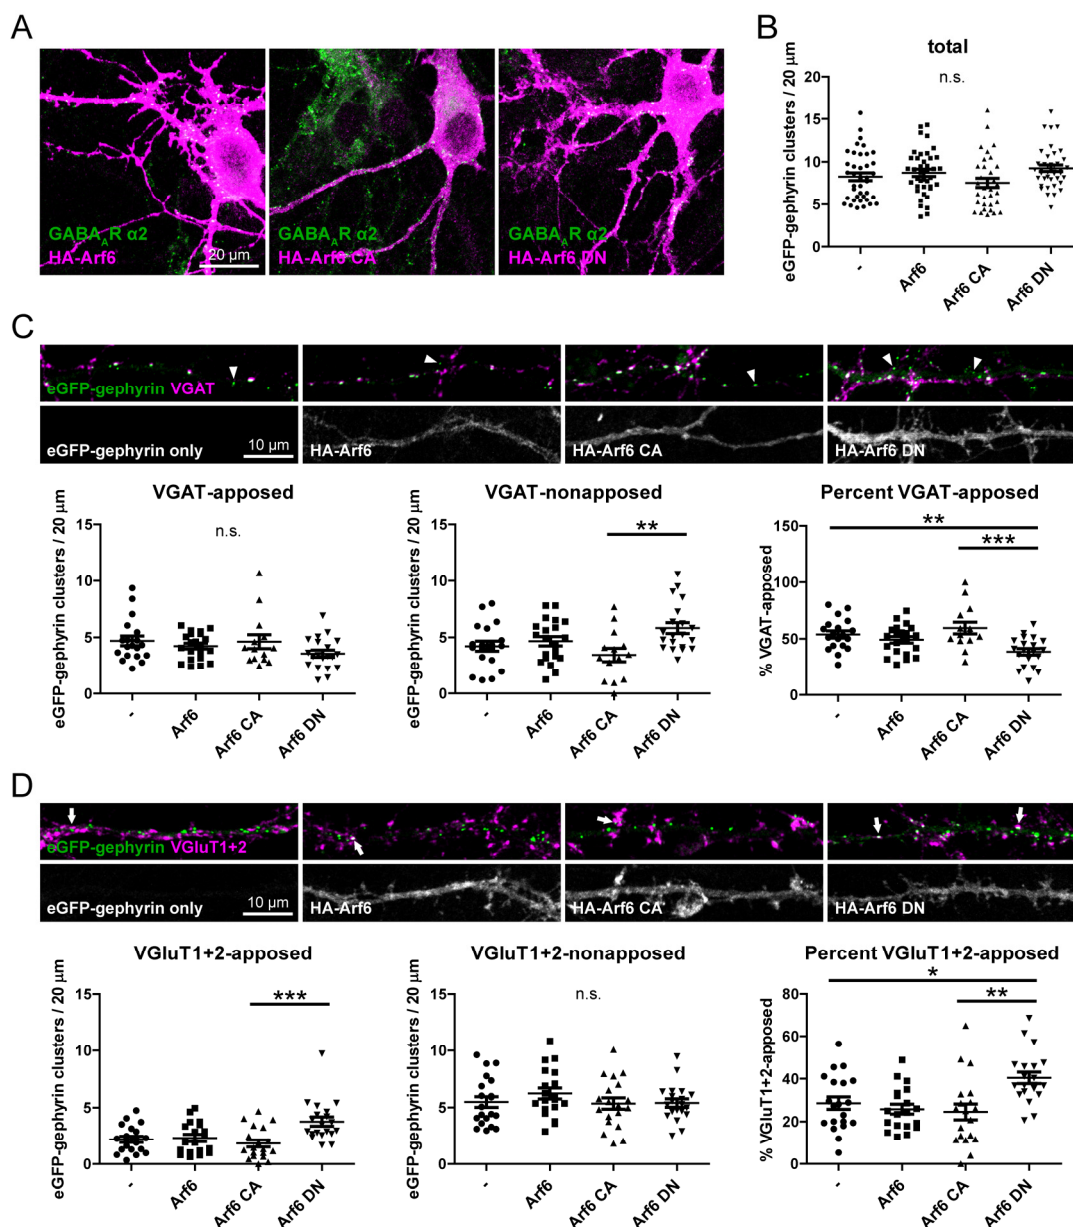 A
GABA_AR α2
HA-Arf6
20 μm
GABA_AR α2
HA-Arf6 CA
GABA_AR α2
HA-Arf6 DN
B
total
n.s.
eGFP-gephyrin clusters / 20 μm
20
15
10
5
0
-
Arf6
Arf6 CA
Arf6 DN
C
eGFP-gephyrin VGAT
eGFP-gephyrin only
10 μm
HA-Arf6
HA-Arf6 CA
HA-Arf6 DN
VGAT-apposed
n.s.
eGFP-gephyrin clusters / 20 μm
15
10
5
0
-
Arf6
Arf6 CA
Arf6 DN
VGAT-nonapposed
**
eGFP-gephyrin clusters / 20 μm
15
10
5
0
-
Arf6
Arf6 CA
Arf6 DN
Percent VGAT-apposed
**
***
% VGAT-apposed
150
100
50
0
-
Arf6
Arf6 CA
Arf6 DN
D
eGFP-gephyrin VGluT1+2
eGFP-gephyrin only
10 μm
HA-Arf6
HA-Arf6 CA
HA-Arf6 DN
VGluT1+2-apposed
***
eGFP-gephyrin clusters / 20 μm
15
10
5
0
-
Arf6
Arf6 CA
Arf6 DN
VGluT1+2-nonapposed
n.s.
eGFP-gephyrin clusters / 20 μm
15
10
5
0
-
Arf6
Arf6 CA
Arf6 DN
Percent VGluT1+2-apposed
*
**
% VGluT1+2-apposed
80
60
40
20
0
-
Arf6
Arf6 CA
Arf6 DN